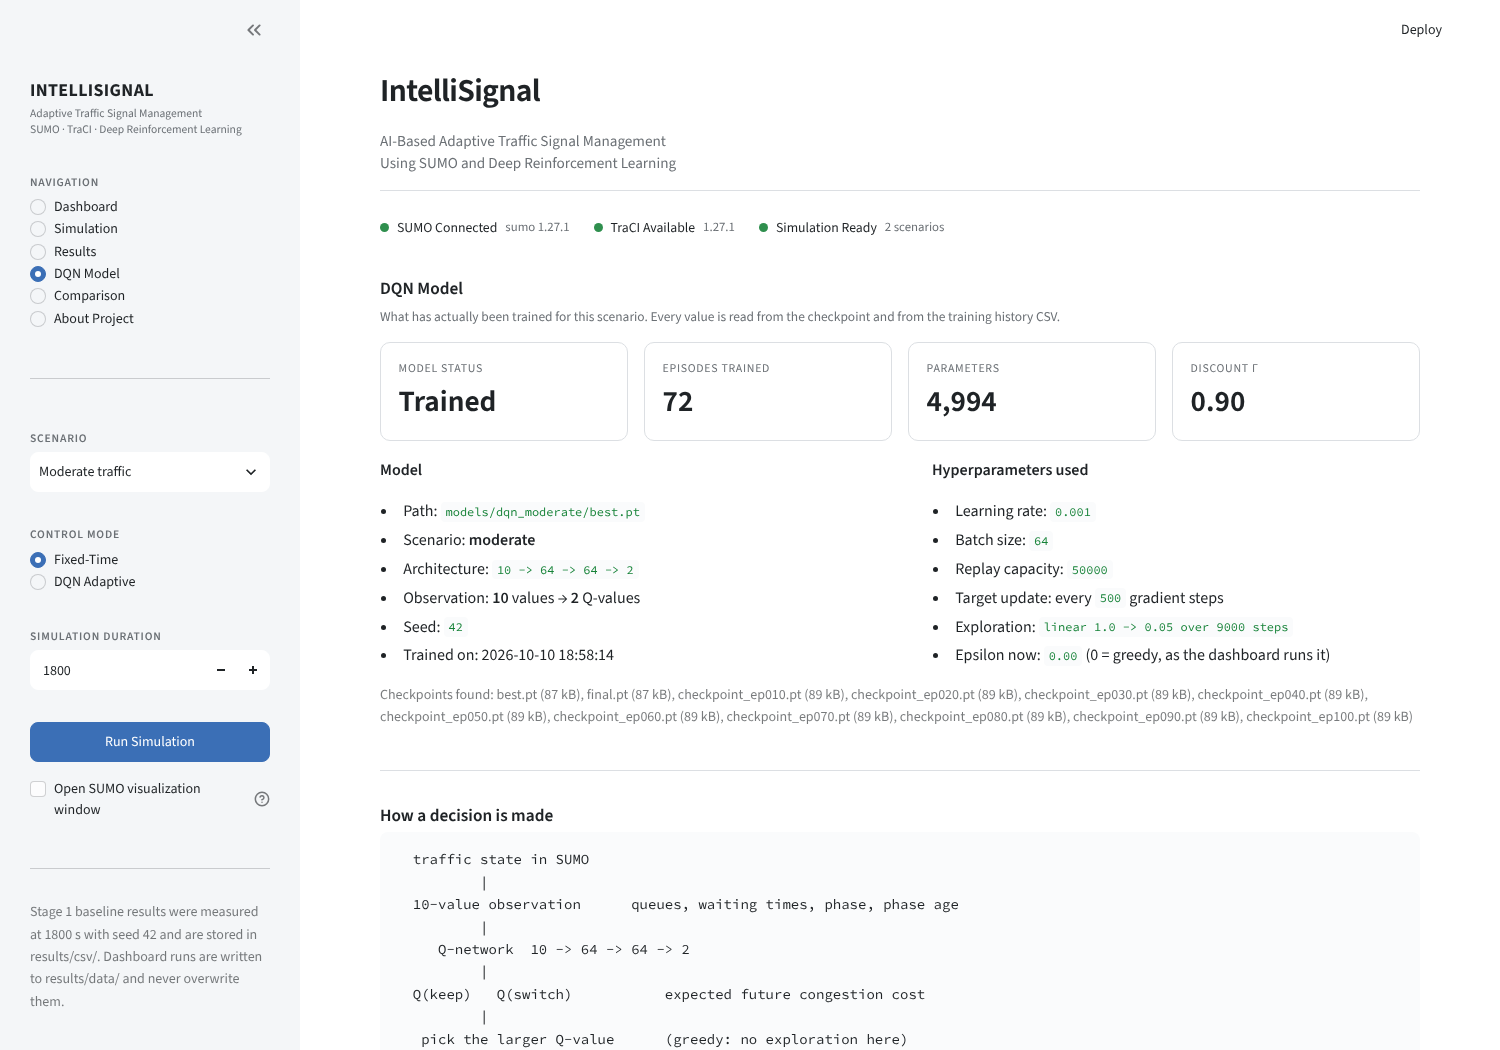 Deploy
INTELLISIGNAL
Adaptive Traffic Signal Management
SUMO · TraCI · Deep Reinforcement Learning
NAVIGATION
Dashboard
Simulation
Results
DQN Model
Comparison
About Project
SCENARIO
Moderate traffic
CONTROL MODE
Fixed-Time
DQN Adaptive
SIMULATION DURATION
1800
Run Simulation
Open SUMO visualization
window
Stage 1 baseline results were measured
at 1800 s with seed 42 and are stored in
results/csv/. Dashboard runs are written
to results/data/ and never overwrite
them.
IntelliSignal
AI-Based Adaptive Traffic Signal Management
Using SUMO and Deep Reinforcement Learning
SUMO Connected sumo 1.27.1 TraCI Available 1.27.1 Simulation Ready 2 scenarios
DQN Model
What has actually been trained for this scenario. Every value is read from the checkpoint and from the training history CSV.
MODEL STATUS
Trained
EPISODES TRAINED
72
PARAMETERS
4,994
DISCOUNT Γ
0.90
Model
Path: models/dqn_moderate/best.pt
Scenario: moderate
Architecture: 10 -> 64 -> 64 -> 2
Observation: 10 values → 2 Q-values
Seed: 42
Trained on: 2026-10-10 18:58:14
Hyperparameters used
Learning rate: 0.001
Batch size: 64
Replay capacity: 50000
Target update: every 500 gradient steps
Exploration: linear 1.0 -> 0.05 over 9000 steps
Epsilon now: 0.00 (0 = greedy, as the dashboard runs it)
Checkpoints found: best.pt (87 kB), final.pt (87 kB), checkpoint_ep010.pt (89 kB), checkpoint_ep020.pt (89 kB), checkpoint_ep030.pt (89 kB), checkpoint_ep040.pt (89 kB),
checkpoint_ep050.pt (89 kB), checkpoint_ep060.pt (89 kB), checkpoint_ep070.pt (89 kB), checkpoint_ep080.pt (89 kB), checkpoint_ep090.pt (89 kB), checkpoint_ep100.pt (89 kB)
How a decision is made
traffic state in SUMO
|
10-value observation queues, waiting times, phase, phase age
|
Q-network 10 -> 64 -> 64 -> 2
|
Q(keep) Q(switch) expected future congestion cost
|
pick the larger Q-value (greedy: no exploration here)